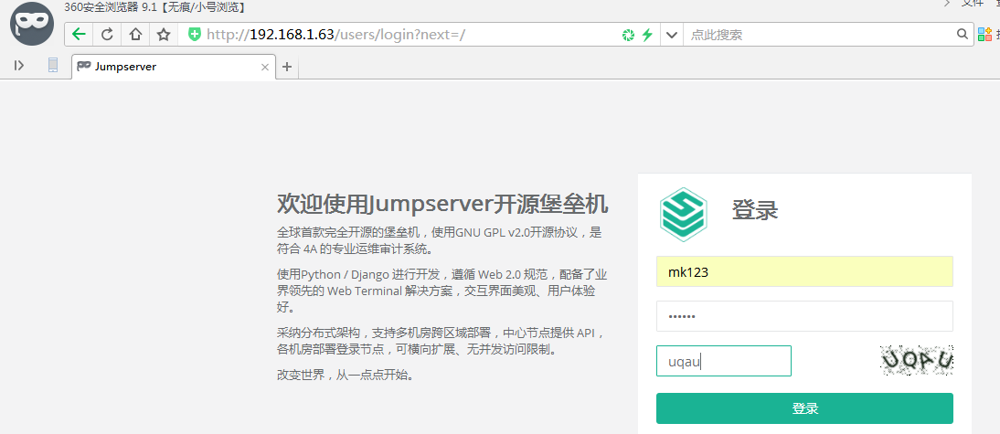 360安全浏览器 9.1【无痕/小号浏览】
文件
http://192.168.1.63/users/login?next=/
点此搜索
Jumpserver
欢迎使用Jumpserver开源堡垒机
全球首款完全开源的堡垒机，使用GNU GPL v2.0开源协议，是
符合 4A 的专业运维审计系统。
使用Python / Django 进行开发，遵循 Web 2.0 规范，配备了业
界领先的 Web Terminal 解决方案，交互界面美观、用户体验
好。
采纳分布式架构，支持多机房跨区域部署，中心节点提供 API，
各机房部署登录节点，可横向扩展、无并发访问限制。
改变世界，从一点点开始。
登录
mk123
••••••
uqau
UQAU
登录